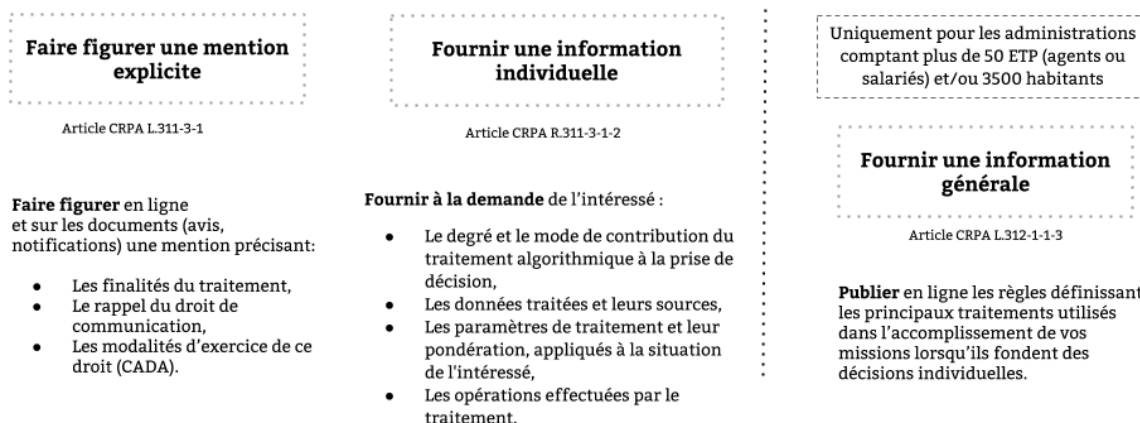 Faire figurer une mention
explicite
Article CRPA L.311-3-1
Faire figurer en ligne
et sur les documents (avis,
notifications) une mention précisant:
● Les finalités du traitement,
● Le rappel du droit de
communication,
● Les modalités d'exercice de ce
droit (CADA).
Fournir une information
individuelle
Article CRPA R.311-3-1-2
Fournir à la demande de l'intéressé :
● Le degré et le mode de contribution du
traitement algorithmique à la prise de
décision,
● Les données traitées et leurs sources,
● Les paramètres de traitement et leur
pondération, appliqués à la situation
de l'intéressé,
● Les opérations effectuées par le
traitement.
Uniquement pour les administrations
comptant plus de 50 ETP (agents ou
salariés) et/ou 3500 habitants
Fournir une information
générale
Article CRPA L.312-1-1-3
Publier en ligne les règles définissant
les principaux traitements utilisés
dans l'accomplissement de vos
missions lorsqu'ils fondent des
décisions individuelles.